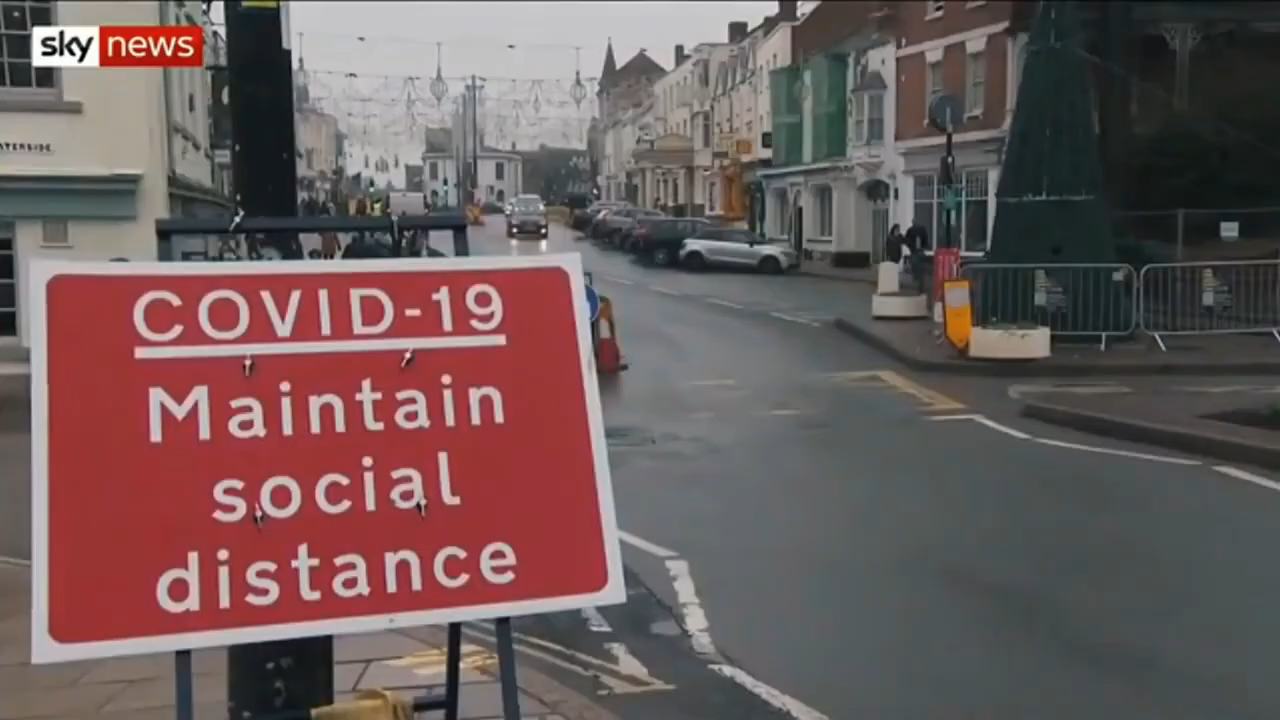 sky news
ATERSIDE
COVID-19
Maintain
social
distance